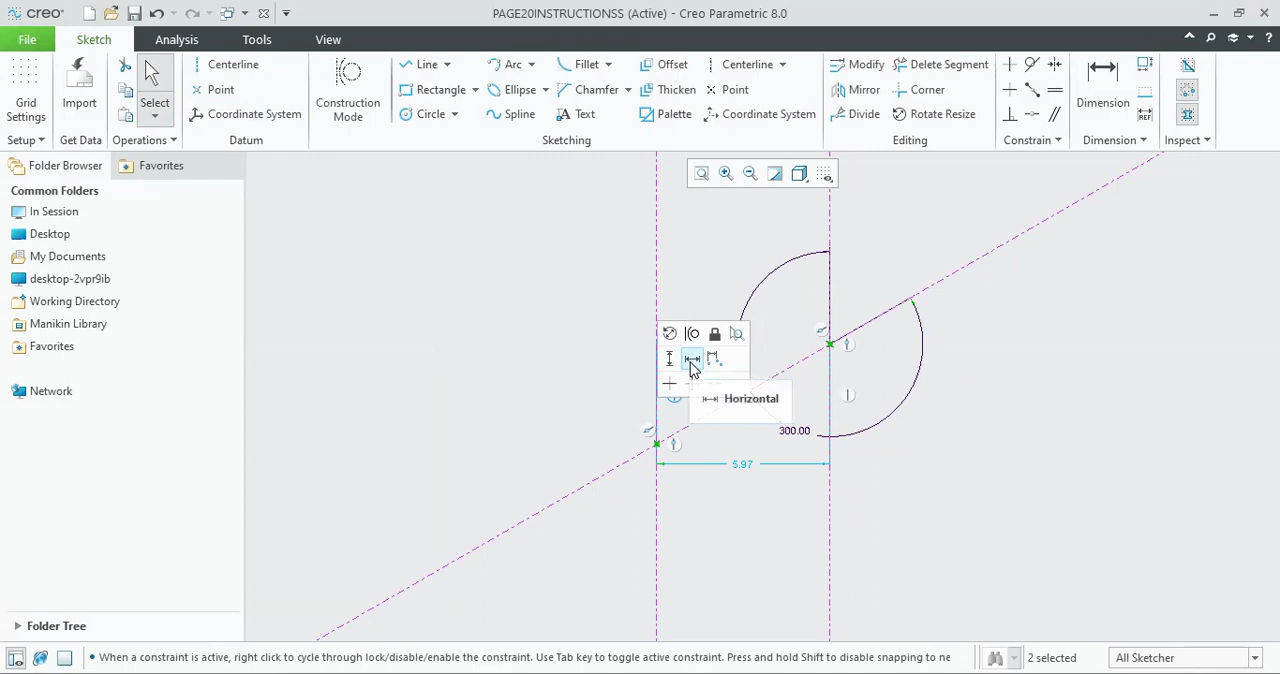 creo
PAGE20INSTRUCTIONSS (Active) - Creo Parametric 8.0
File
Sketch
Analysis
Tools
View
Grid
Settings
Setup
Import
Get Data
Select
Operations
Centerline
Point
Coordinate System
Datum
Construction
Mode
Line
Arc
Fillet
Offset
Centerline
Rectangle
Ellipse
Chamfer
Thicken
Point
Circle
Spline
Text
Palette
Coordinate System
Sketching
Modify
Delete Segment
Mirror
Corner
Divide
Rotate Resize
Editing
Constrain
Dimension
Dimension
REF
Inspect
Folder Browser
Favorites
Common Folders
In Session
Desktop
My Documents
desktop-2vpr9ib
Working Directory
Manikin Library
Favorites
Network
Folder Tree
Horizontal
300.00
5.97
When a constraint is active, right click to cycle through lock/disable/enable the constraint. Use Tab key to toggle active constraint. Press and hold Shift to disable snapping to ne
2 selected
All Sketcher